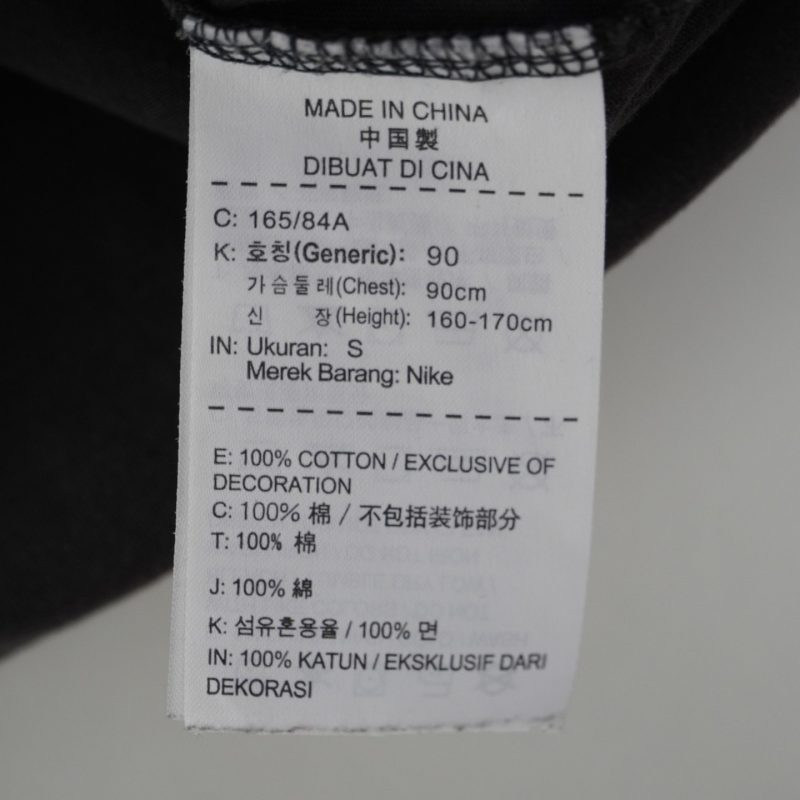 MADE IN CHINA
中国製
DIBUAT DI CINA
C: 165/84A
K: 호칭(Generic): 90
가슴둘레(Chest): 90cm
신 장(Height): 160-170cm
IN: Ukuran: S
Merek Barang: Nike
E: 100% COTTON / EXCLUSIVE OF
DECORATION
C: 100% 棉 / 不包括装饰部分
T: 100% 棉
J: 100% 綿
K: 섬유혼용율 / 100% 면
IN: 100% KATUN / EKSKLUSIF DARI
DEKORASI